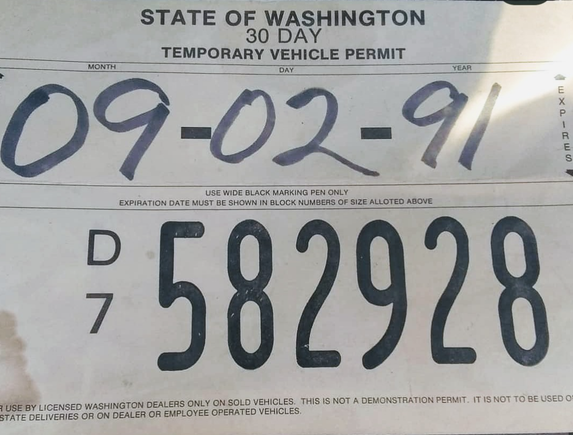 STATE OF WASHINGTON
30 DAY
TEMPORARY VEHICLE PERMIT
MONTH DAY YEAR
09-02-91
EXPIRES
USE WIDE BLACK MARKING PEN ONLY
EXPIRATION DATE MUST BE SHOWN IN BLOCK NUMBERS OF SIZE ALLOTED ABOVE
D
7
582928
USE BY LICENSED WASHINGTON DEALERS ONLY ON SOLD VEHICLES. THIS IS NOT A DEMONSTRATION PERMIT. IT IS NOT TO BE USED
STATE DELIVERIES OR ON DEALER OR EMPLOYEE OPERATED VEHICLES.